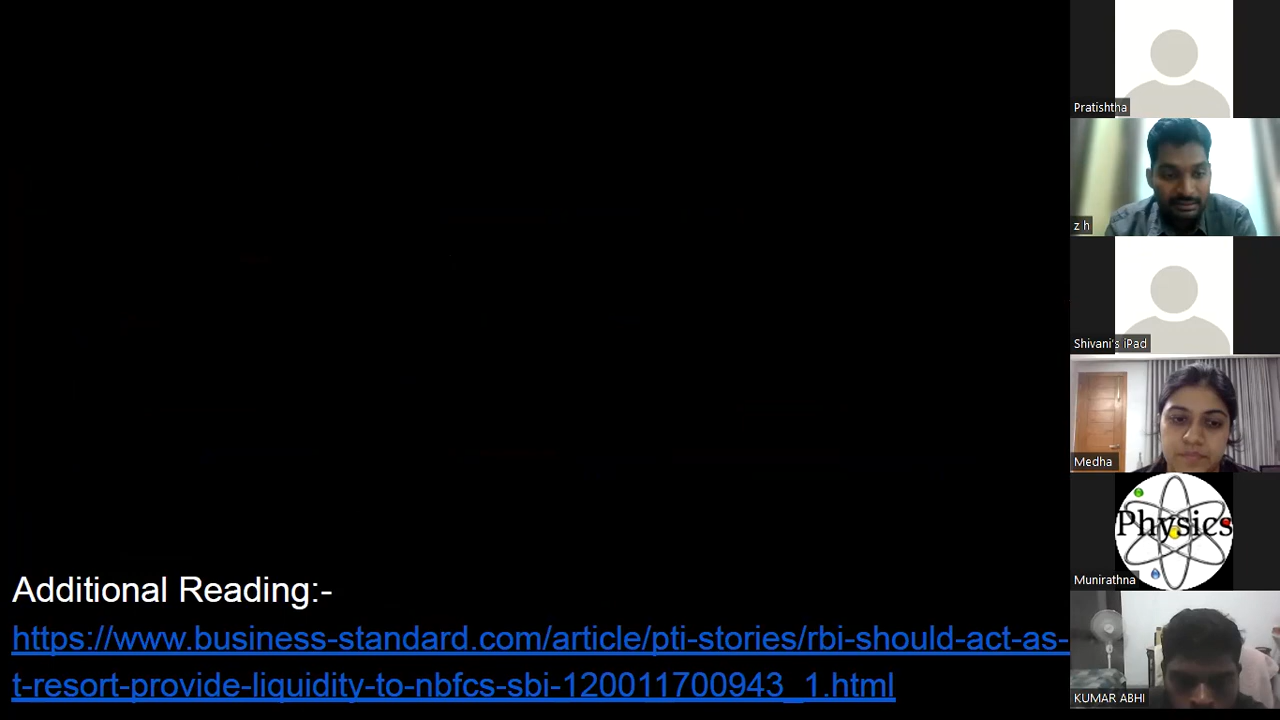 Pratishtha
z h
Shivani's iPad
Medha
Physics
Munirathna
KUMAR ABHI
Additional Reading:-
https://www.business-standard.com/article/pti-stories/rbi-should-act-as-
t-resort-provide-liquidity-to-nbfcs-sbi-120011700943_1.html